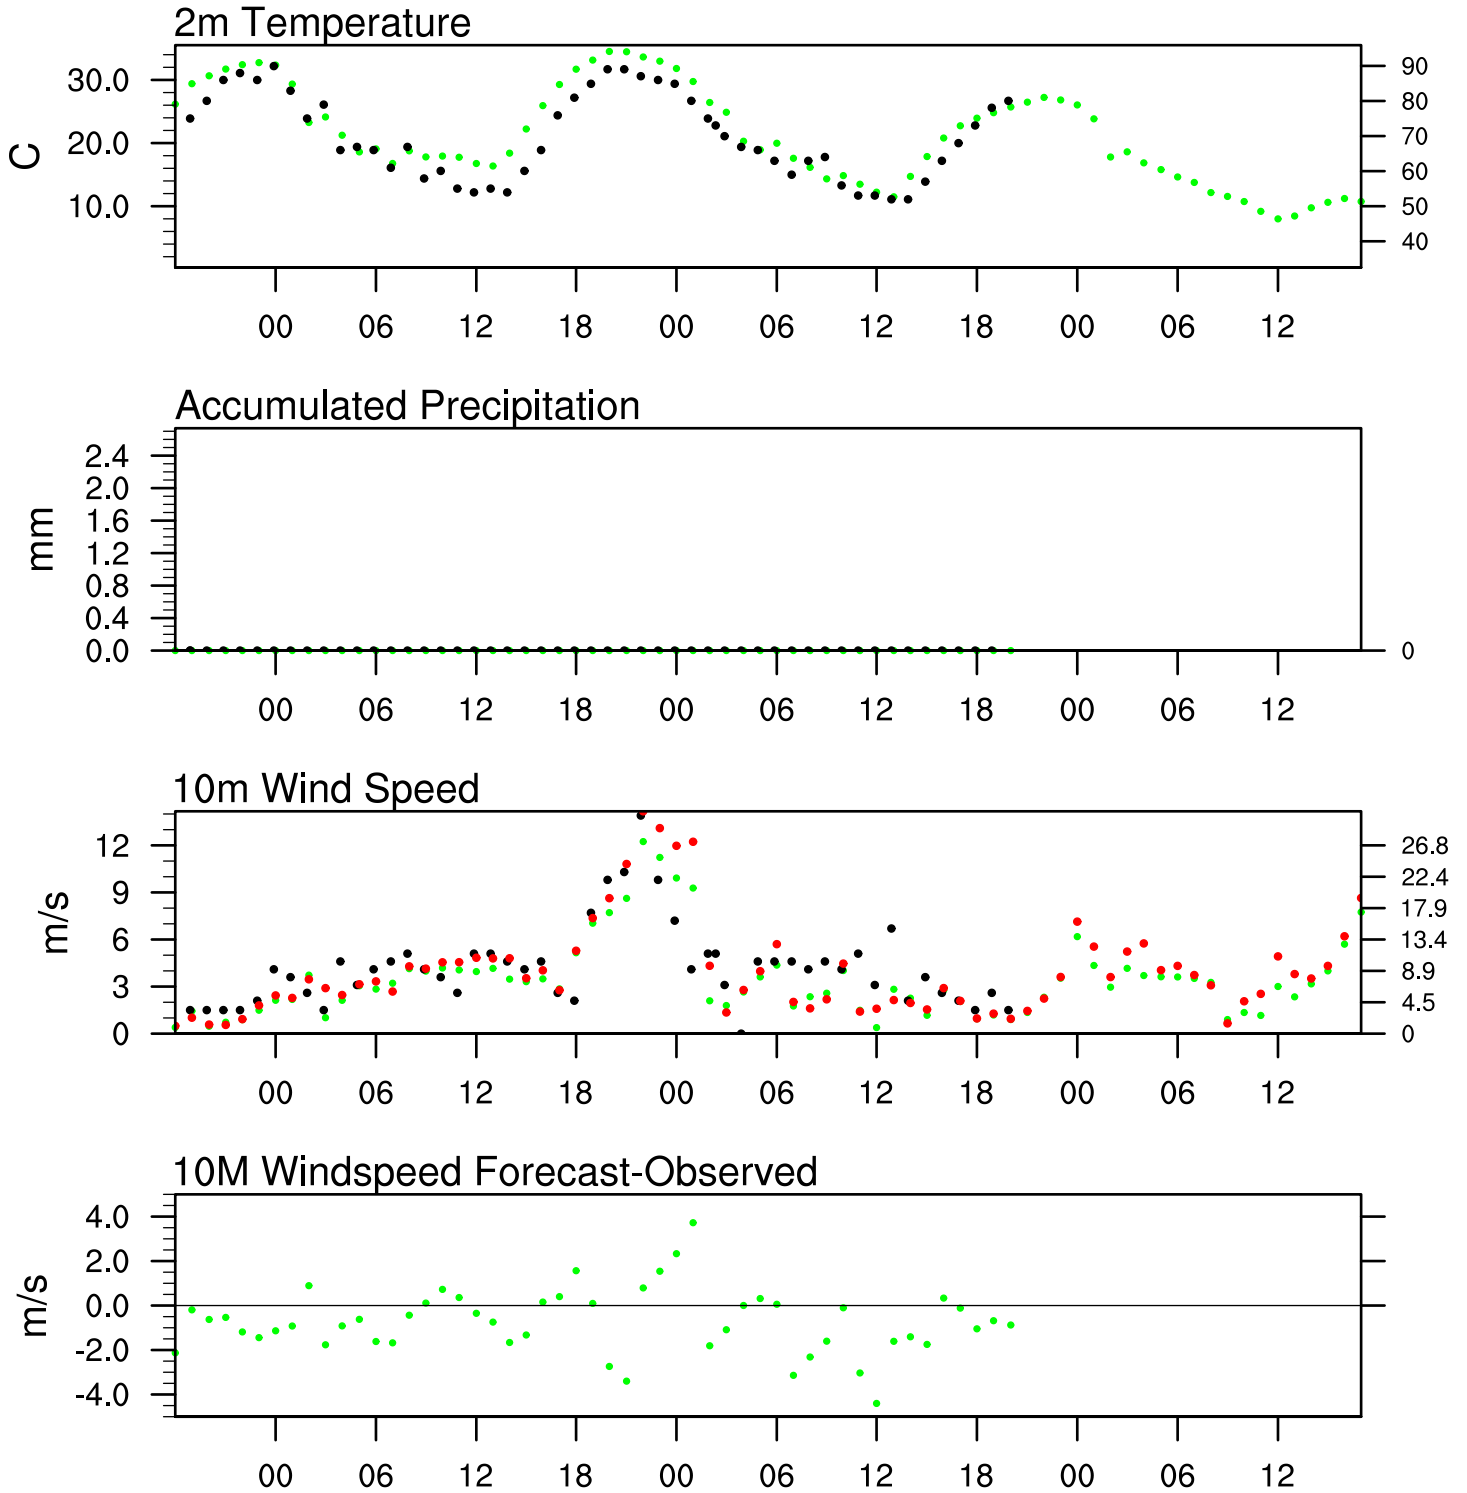 2m Temperature
C
30.0
20.0
10.0
90
80
70
60
50
40
00 06 12 18 00 06 12 18 00 06 12
Accumulated Precipitation
mm
2.4
2.0
1.6
1.2
0.8
0.4
0.0
0
00 06 12 18 00 06 12 18 00 06 12
10m Wind Speed
m/s
12
9
6
3
0
26.8
22.4
17.9
13.4
8.9
4.5
0
00 06 12 18 00 06 12 18 00 06 12
10M Windspeed Forecast-Observed
m/s
4.0
2.0
0.0
-2.0
-4.0
00 06 12 18 00 06 12 18 00 06 12